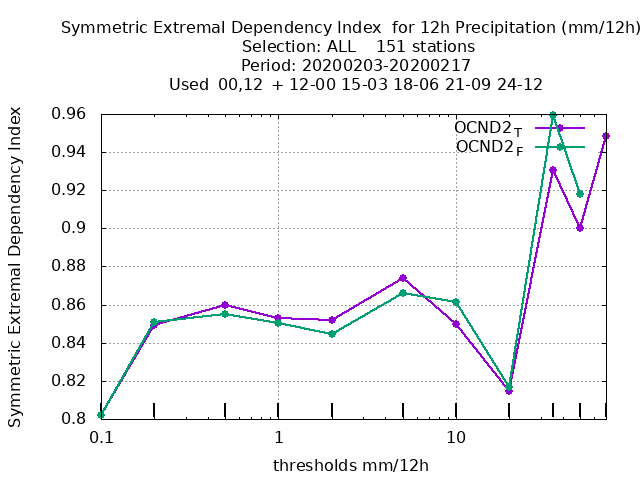 Symmetric Extremal Dependency Index  for 12h Precipitation (mm/12h)
Selection: ALL    151 stations
Period: 20200203-20200217
Used  00,12  + 12-00 15-03 18-06 21-09 24-12
Symmetric Extremal Dependency Index
0.96
0.94
0.92
0.9
0.88
0.86
0.84
0.82
0.8
OCND2T
OCND2F
0.1
1
10
thresholds mm/12h